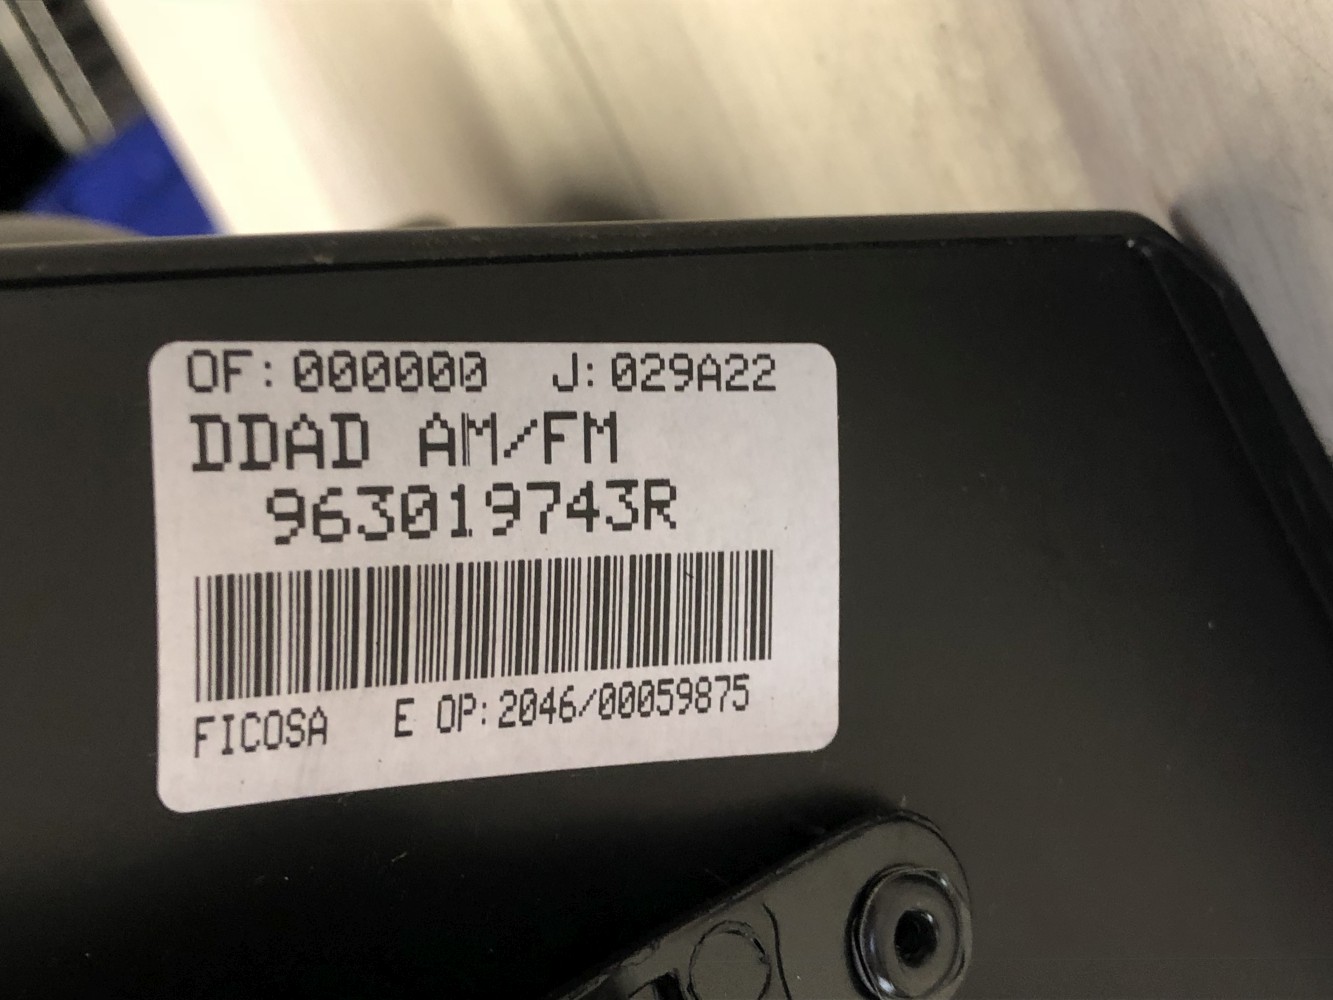 OF: 000000 J: 029A22
DDAD AM/FM
963019743R
FICOSA E OP: 2046/00059875